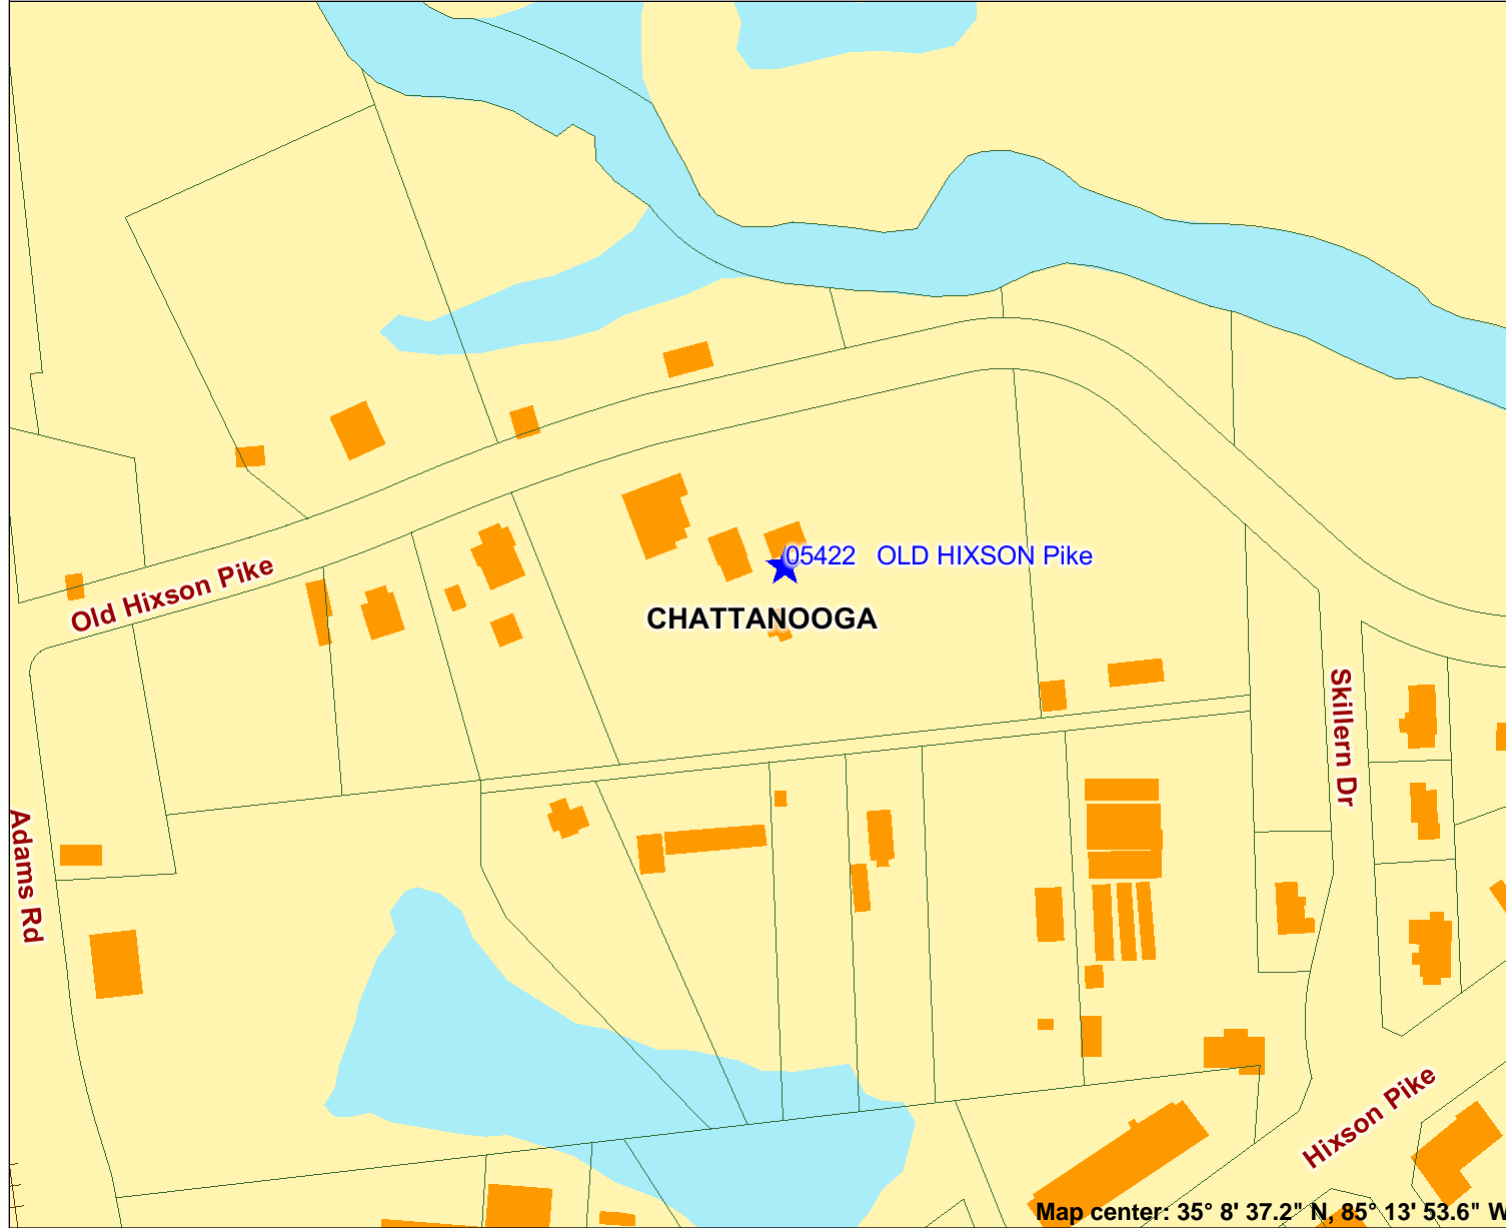 05422 OLD HIXSON Pike
Old Hixson Pike
CHATTANOOGA
Skillern Dr
Adams Rd
Hixson Pike
Map center: 35° 8' 37.2" N, 85° 13' 53.6" W